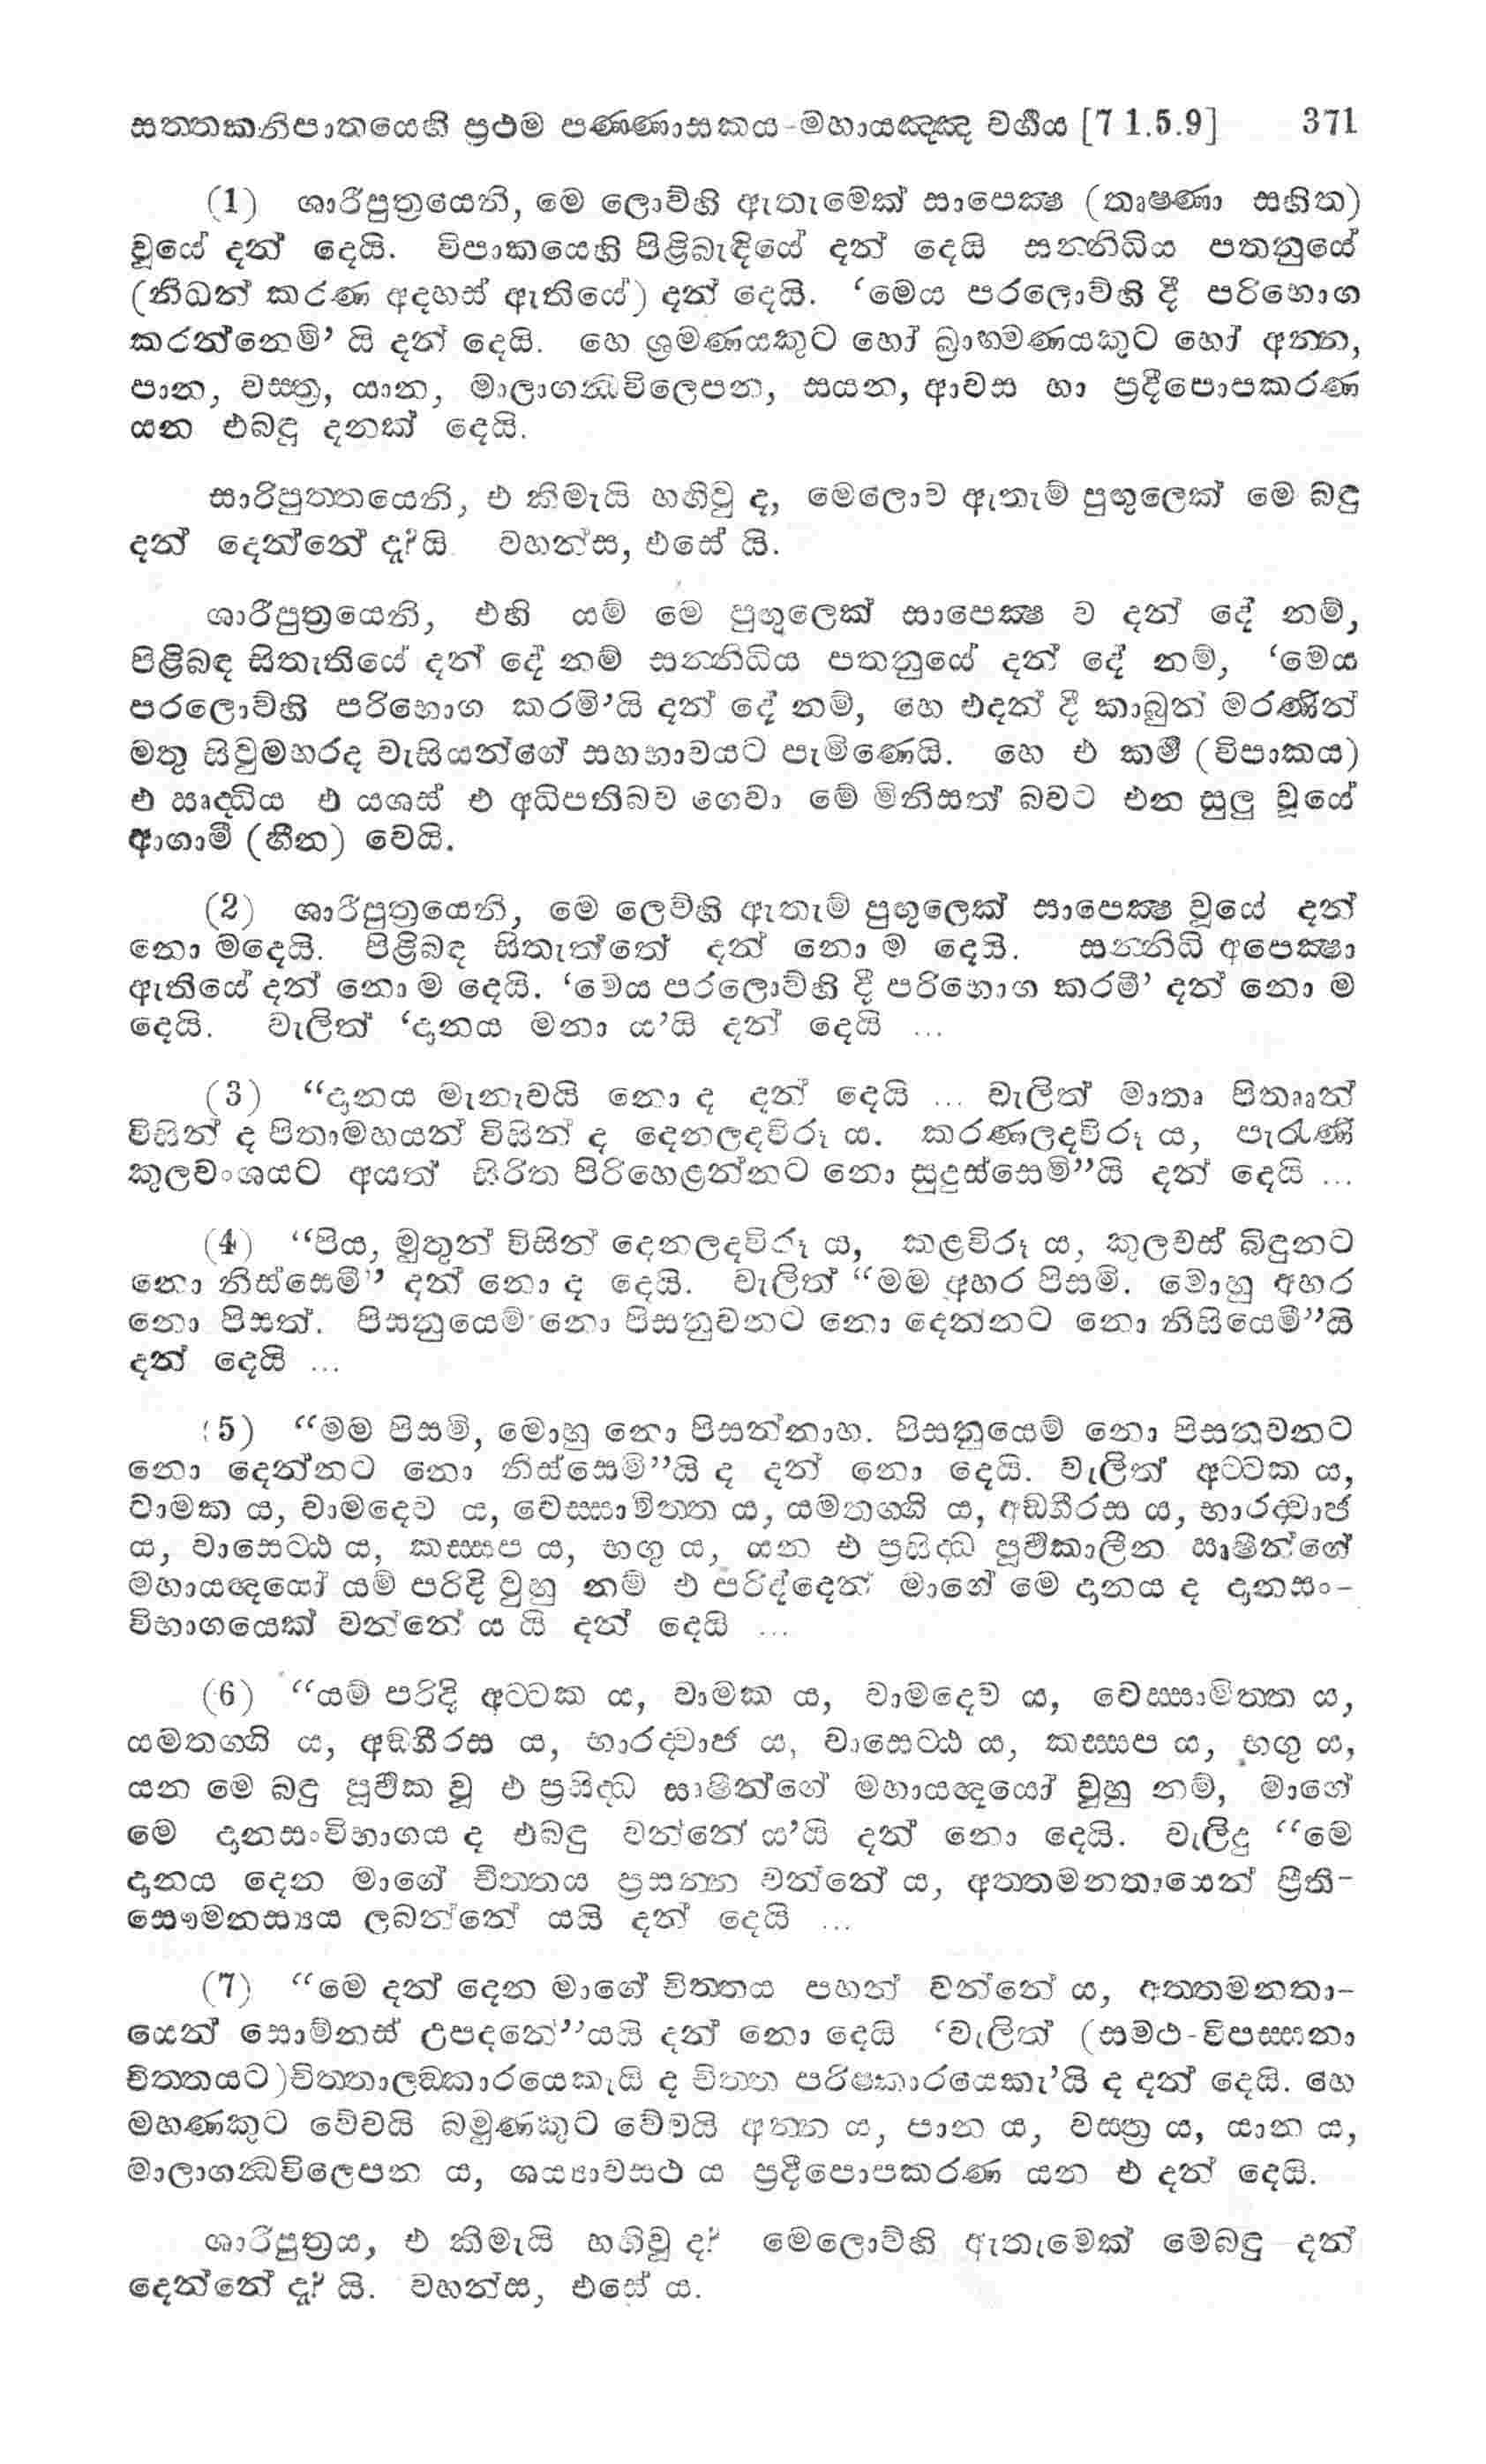 සත්තකනිපාතයෙහි ප්‍රථම පණ්ණාසකය-මහායඤ්ඤ වර්ගය [7 1.5.9] 371
(1) ශාරීපුත්‍රයෙනි, මෙ ලොව්හි ඇතැමෙක් සාපෙක්‍ෂ (තෘෂ්ණා සහිත)
වූයේ දන් දෙයි. විපාකයෙහි පිළිබැඳියේ දන් දෙයි සන්නිධිය පතනුයේ
(නිධන් කරණ අදහස් ඇතියේ) දන් දෙයි. ‘මෙය පරලොව්හි දී පරිභොග
කරන්නෙමි’ යි දන් දෙයි. හෙ ශ්‍රමණයකුට හෝ බ්‍රාහ්මණයකුට හෝ අන්න,
පාන, වස්ත්‍ර, යාන, මාලාගන්ධවිලෙපන, සයන, ආවස හා ප්‍රදීපොපකරණ
යන එබඳු දනක් දෙයි.
සාරිපුත්තයෙනි, එ කිමැයි හඟිවු ද, මෙලොව ඇතැම් පුඟුලෙක් මෙ බඳු
දන් දෙන්නේ ද?යි වහන්ස, එසේ යි.
ශාරීපුත්‍රයෙනි, එහි යම් මෙ පුඟුලෙක් සාපෙක්‍ෂ ව දන් දේ නම්,
පිළිබඳ සිතැතියේ දන් දේ නම් සන්නිධිය පතනුයේ දන් දේ නම්, ‘මෙය
පරලොව්හි පරිභොග කරමි’යි දන් දේ නම්, හෙ එදන් දී කාබුන් මරණින්
මතු සිවුමහරද වැසියන්ගේ සහභාවයට පැමිණෙයි. හෙ එ කර්ම (විපාකය)
එ ඍද්ධිය එ යශස් එ අධිපතිබව ගෙවා මේ මිනිසත් බවට එන සුලු වූයේ
ආගාමී (හීන) වෙයි.
(2) ශාරීපුත්‍රයෙනි, මෙ ලෙව්හි ඇතැම් පුඟුලෙක් සාපෙක්‍ෂ වූයේ දන්
නො මදෙයි. පිළිබඳ සිතැත්තේ දන් නො ම දෙයි. සන්නිධි අපෙක්‍ෂා
ඇතියේ දන් නො ම දෙයි. ‘මෙය පරලොව්හි දී පරිභොග කරමි’ දන් නො ම
දෙයි. වැලිත් ‘දානය මනා ය’යි දන් දෙයි ...
(3) “දානය මැනැවයි නො ද දන් දෙයි ... වැලිත් මාතෘ පිතෲන්
විසින් ද පිතාමහයන් විසින් ද දෙනලදවිරූ ය. කරණලදවිරූ ය, පැරණි
කුලවංශයට අයත් සිරිත පිරිහෙළන්නට නො සුදුස්සෙමි”යි දන් දෙයි ...
(4) “පිය, මුතුන් විසින් දෙනලදවිරූ ය, කළවිරූ ය, කුලවස් බිඳුනට
නො නිස්සෙමි” දන් නො ද දෙයි. වැලිත් “මම අහර පිසමි. මොහු අහර
නො පිසත්. පිසනුයෙම් නො පිසනුවනට නො දෙන්නට නො නිසියෙමි”යි
දන් දෙයි ...
(5) “මම පිසමි, මොහු නො පිසන්නාහ. පිසනුයෙම් නො පිසනුවනට
නො දෙන්නට නො නිස්සෙමි”යි ද දන් නො දෙයි. වැලිත් අට්ටක ය,
වාමක ය, වාමදෙව ය, වෙස්සාමිත්ත ය, යමතග්ගි ය, අඞ්ගීරස ය, භාරද්වාජ
ය, වාසෙට්ඨ ය, කස්සප ය, භගු ය, යන එ ප්‍රසිද්ධ පූර්වකාලීන ඍෂීන්ගේ
මහායඥයෝ යම් පරිදි වූහු නම් එ පරිද්දෙන් මාගේ මෙ දානය ද දානසං-
විභාගයෙක් වන්නේ ය යි දන් දෙයි ...
(6) “යම් පරිදි අට්ටක ය, වාමක ය, වාමදෙව ය, වෙස්සාමිත්ත ය,
යමතග්ගි ය, අඞ්ගීරස ය, භාරද්වාජ ය, වාසෙට්ඨ ය, කස්සප ය, භගු ය,
යන මෙ බඳු පූර්වක වූ එ ප්‍රසිද්ධ ඍෂීන්ගේ මහායඥයෝ වූහු නම්, මාගේ
මෙ දානසංවිභාගය ද එබඳු වන්නේ ය’යි දන් නො දෙයි. වැලිදු “මෙ
දානය දෙන මාගේ චිත්තය ප්‍රසන්න වන්නේ ය, අත්තමනතායෙන් ප්‍රීති-
සෞමනස්‍යය ලබන්නේ යයි දන් දෙයි ...
(7) “මෙ දන් දෙන මාගේ චිත්තය පහන් වන්නේ ය, අත්තමනතා-
යෙන් සොම්නස් උපදනේ”යයි දන් නො දෙයි ‘වැලිත් (සමථ-විපස්සනා
චිත්තයට)චිත්තාලඞ්කාරයෙකැයි ද චිත්ත පරිෂ්කාරයෙකැ’යි ද දන් දෙයි. හෙ
මහණකුට වේවයි බමුණකුට වේවයි අන්න ය, පාන ය, වස්ත්‍ර ය, යාන ය,
මාලාගන්ධවිලෙපන ය, ශය්‍යාවසථ ය ප්‍රදීපොපකරණ යන එ දන් දෙයි.
ශාරීපුත්‍රය, එ කිමැයි හඟිවූ ද? මෙලොව්හි ඇතැමෙක් මෙබඳු දන්
දෙන්නේ ද? යි. වහන්ස, එසේ ය.